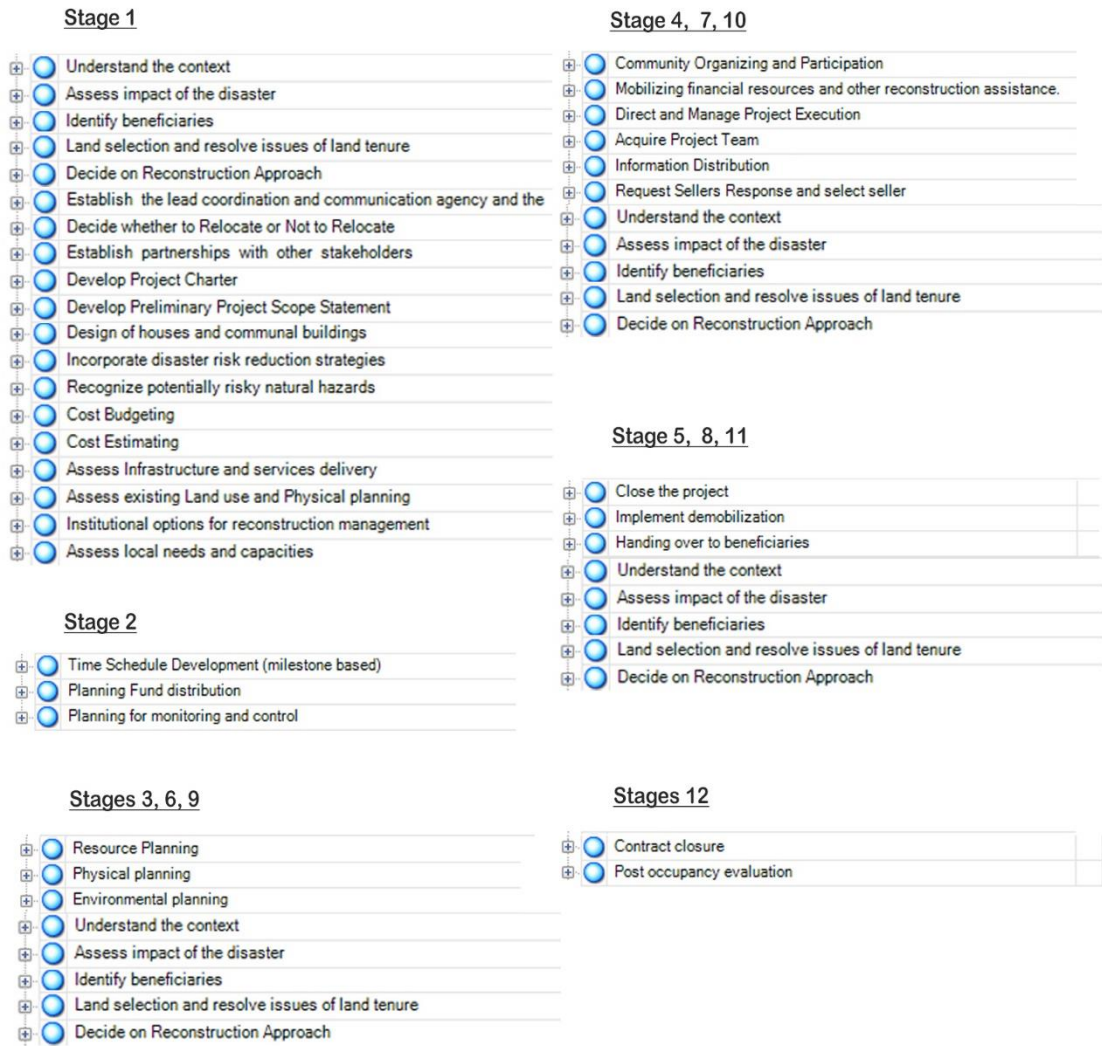 Stage 1
Understand the context
Assess impact of the disaster
Identify beneficiaries
Land selection and resolve issues of land tenure
Decide on Reconstruction Approach
Establish the lead coordination and communication agency and the
Decide whether to Relocate or Not to Relocate
Establish partnerships with other stakeholders
Develop Project Charter
Develop Preliminary Project Scope Statement
Design of houses and communal buildings
Incorporate disaster risk reduction strategies
Recognize potentially risky natural hazards
Cost Budgeting
Cost Estimating
Assess Infrastructure and services delivery
Assess existing Land use and Physical planning
Institutional options for reconstruction management
Assess local needs and capacities
Stage 2
Time Schedule Development (milestone based)
Planning Fund distribution
Planning for monitoring and control
Stages 3, 6, 9
Resource Planning
Physical planning
Environmental planning
Understand the context
Assess impact of the disaster
Identify beneficiaries
Land selection and resolve issues of land tenure
Decide on Reconstruction Approach
Stage 4, 7, 10
Community Organizing and Participation
Mobilizing financial resources and other reconstruction assistance.
Direct and Manage Project Execution
Acquire Project Team
Information Distribution
Request Sellers Response and select seller
Understand the context
Assess impact of the disaster
Identify beneficiaries
Land selection and resolve issues of land tenure
Decide on Reconstruction Approach
Stage 5, 8, 11
Close the project
Implement demobilization
Handing over to beneficiaries
Understand the context
Assess impact of the disaster
Identify beneficiaries
Land selection and resolve issues of land tenure
Decide on Reconstruction Approach
Stages 12
Contract closure
Post occupancy evaluation